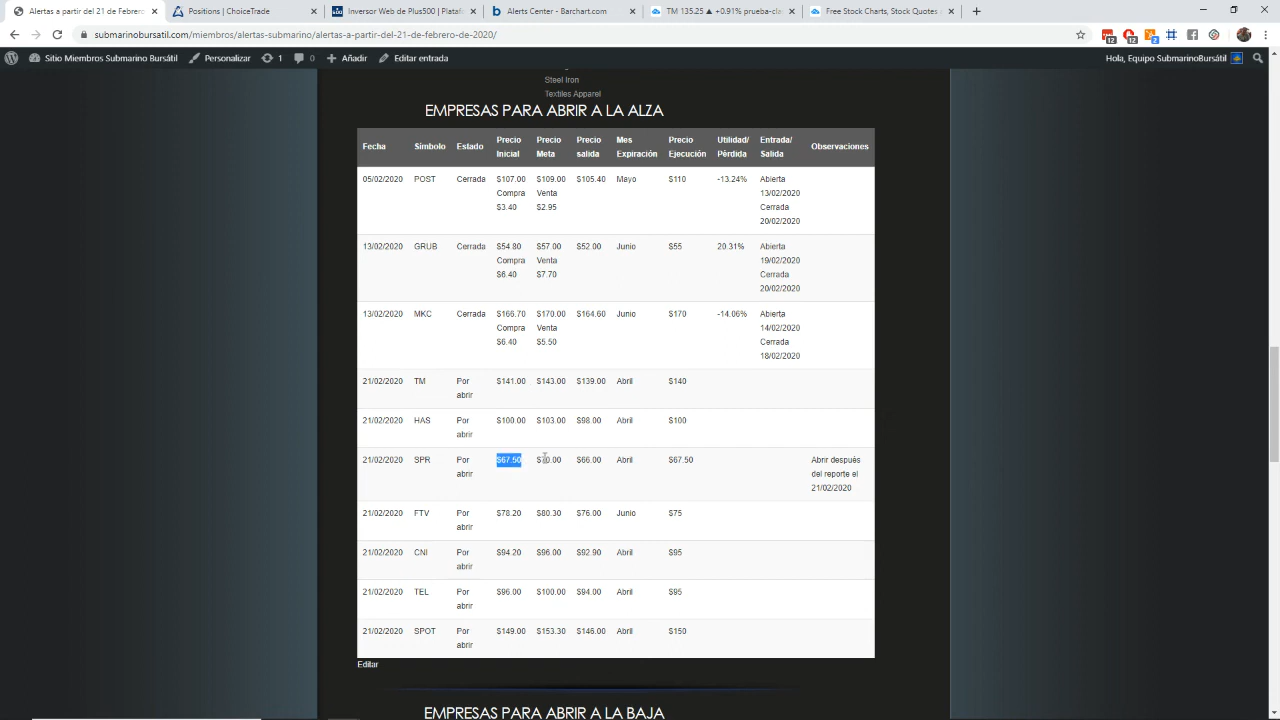 Alertas a partir del 21 de Febrero
Positions | ChoiceTrade
Inversor Web de Plus500 | Plataf
Alerts Center - Barchart.com
TM 135.25 ▲ +0.91% prueba-clas
Free Stock Charts, Stock Quotes
submarinobursatil.com/miembros/alertas-submarino/alertas-a-partir-del-21-de-febrero-de-2020/
12 12 2
Sitio Miembros Submarino Bursátil Personalizar 1 0 Añadir Editar entrada Hola, Equipo SubmarinoBursátil
Steel Iron
Textiles Apparel
EMPRESAS PARA ABRIR A LA ALZA
Fecha Símbolo Estado Precio Inicial Precio Meta Precio salida Mes Expiración Precio Ejecución Utilidad/ Pérdida Entrada/ Salida Observaciones
05/02/2020 POST Cerrada $107.00 $109.00 $105.40 Mayo $110 -13.24% Abierta
Compra Venta 13/02/2020
$3.40 $2.95 Cerrada
20/02/2020
13/02/2020 GRUB Cerrada $54.80 $57.00 $52.00 Junio $55 20.31% Abierta
Compra Venta 19/02/2020
$6.40 $7.70 Cerrada
20/02/2020
13/02/2020 MKC Cerrada $166.70 $170.00 $164.60 Junio $170 -14.06% Abierta
Compra Venta 14/02/2020
$6.40 $5.50 Cerrada
18/02/2020
21/02/2020 TM Por $141.00 $143.00 $139.00 Abril $140
abrir
21/02/2020 HAS Por $100.00 $103.00 $98.00 Abril $100
abrir
21/02/2020 SPR Por $67.50 $70.00 $66.00 Abril $67.50 Abrir después
abrir del reporte el
21/02/2020
21/02/2020 FTV Por $78.20 $80.30 $76.00 Junio $75
abrir
21/02/2020 CNI Por $94.20 $96.00 $92.90 Abril $95
abrir
21/02/2020 TEL Por $96.00 $100.00 $94.00 Abril $95
abrir
21/02/2020 SPOT Por $149.00 $153.30 $146.00 Abril $150
abrir
Editar
EMPRESAS PARA ABRIR A LA BAJA